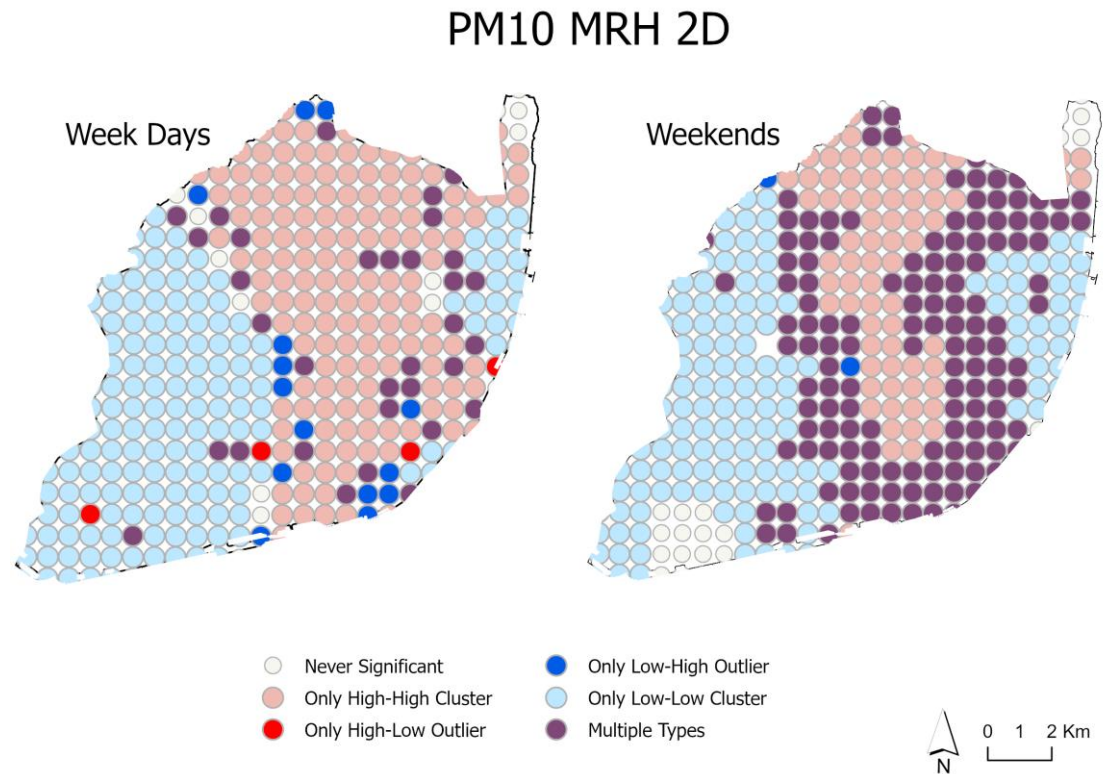 PM10 MRH 2D
Week Days
Weekends
Never Significant
Only High-High Cluster
Only High-Low Outlier
Only Low-High Outlier
Only Low-Low Cluster
Multiple Types
N
0 1 2 Km